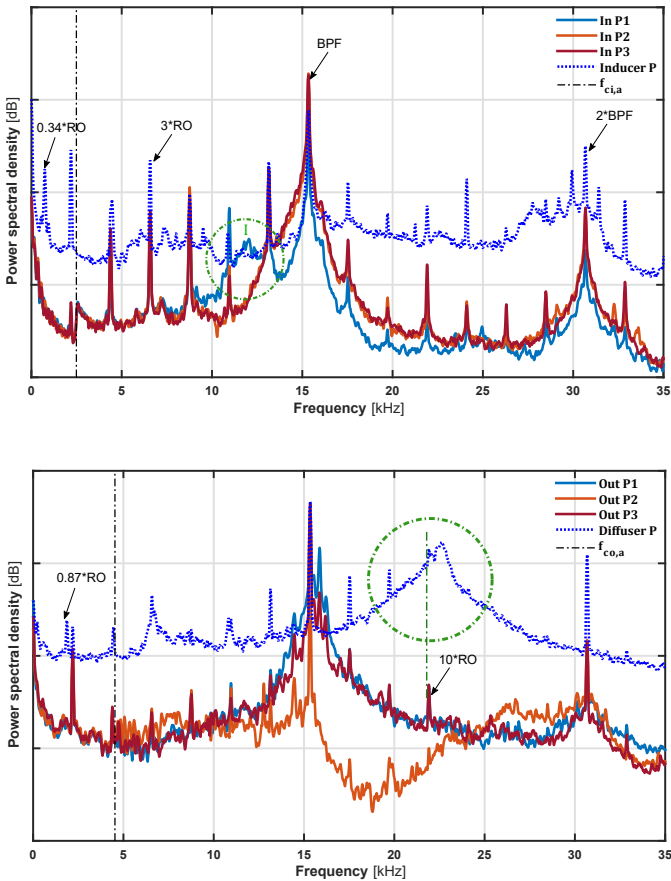 In P1
In P2
In P3
Inducer P
f_ci,a
BPF
0.34*RO
3*RO
2*BPF
I
Power spectral density [dB]
0 5 10 15 20 25 30 35
Frequency [kHz]
Out P1
Out P2
Out P3
Diffuser P
f_co,a
0.87*RO
10*RO
Power spectral density [dB]
0 5 10 15 20 25 30 35
Frequency [kHz]